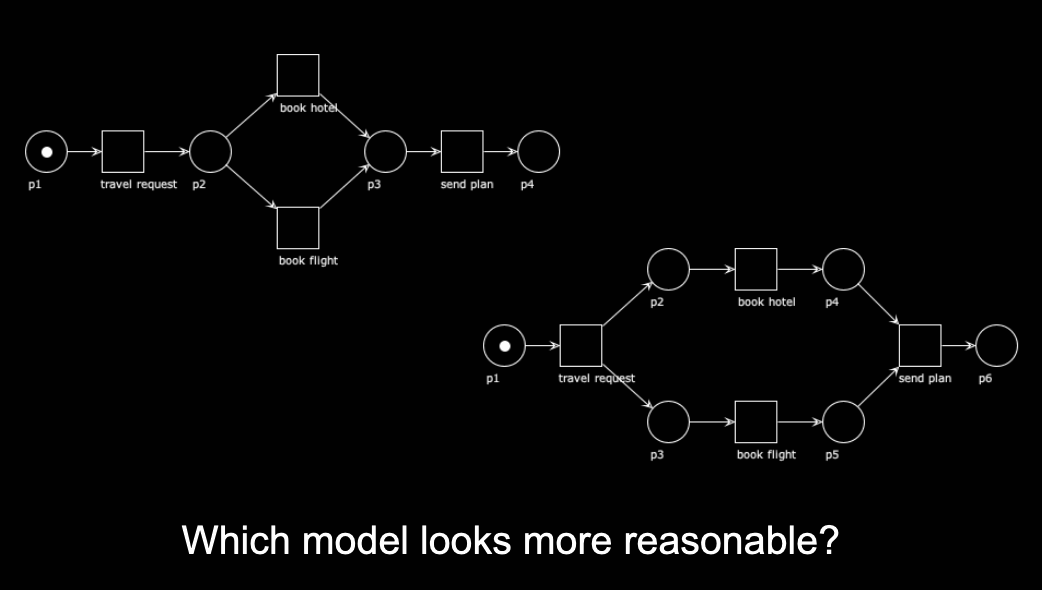 book hotel
p1
travel request
p2
p3
send plan
p4
book flight
p2
book hotel
p4
p1
travel request
send plan
p6
p3
book flight
p5
Which model looks more reasonable?